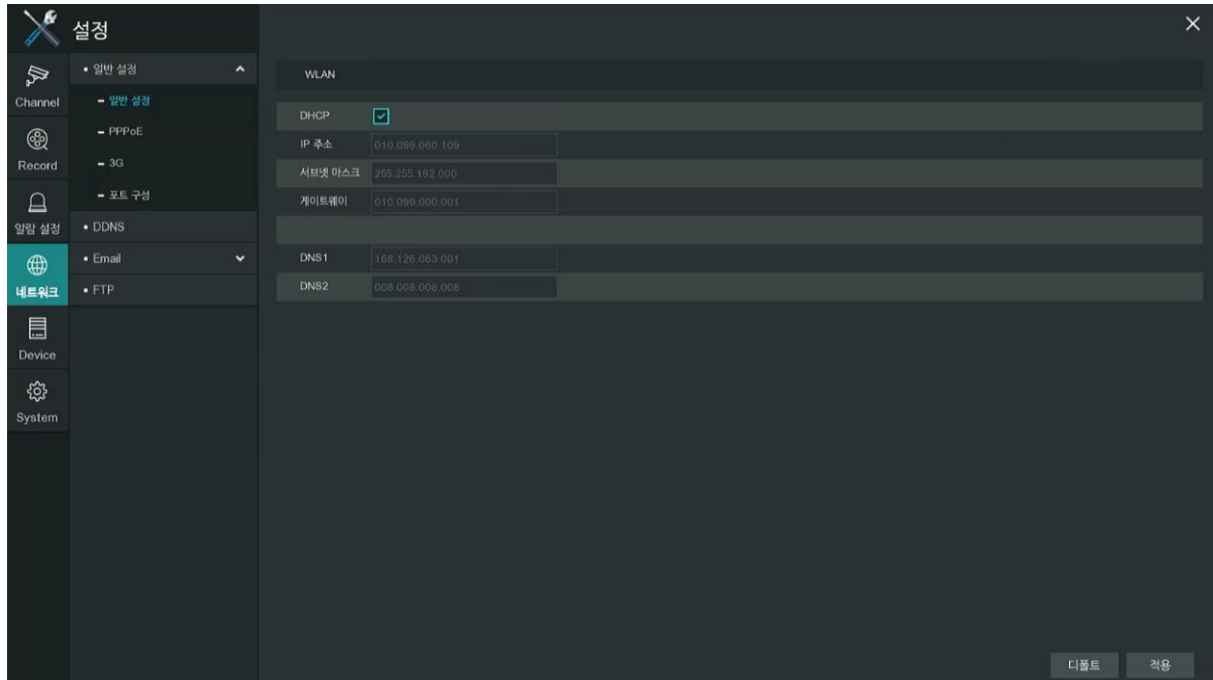 설정
Channel
Record
알람 설정
네트워크
Device
System
일반 설정
일반 설정
PPPoE
3G
포트 구성
DDNS
Email
FTP
WLAN
DHCP
IP 주소 010.099.060.109
서브넷 마스크 255.255.192.000
게이트웨이 010.099.000.001
DNS1 168.126.063.001
DNS2 008.008.008.008
디폴트 적용